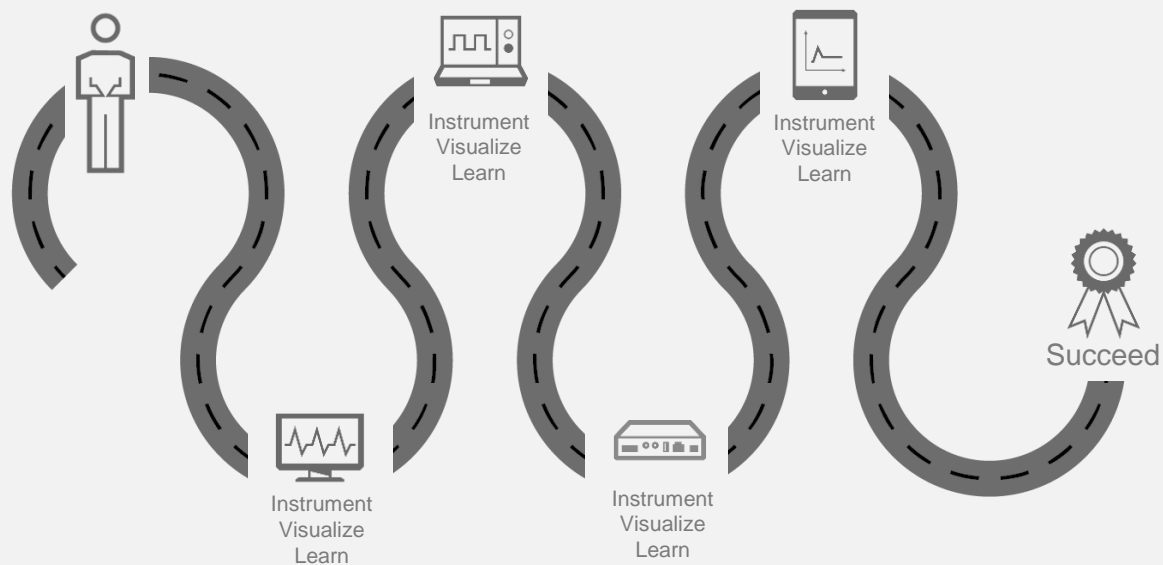 Instrument
Visualize
Learn
Instrument
Visualize
Learn
Instrument
Visualize
Learn
Instrument
Visualize
Learn
Succeed